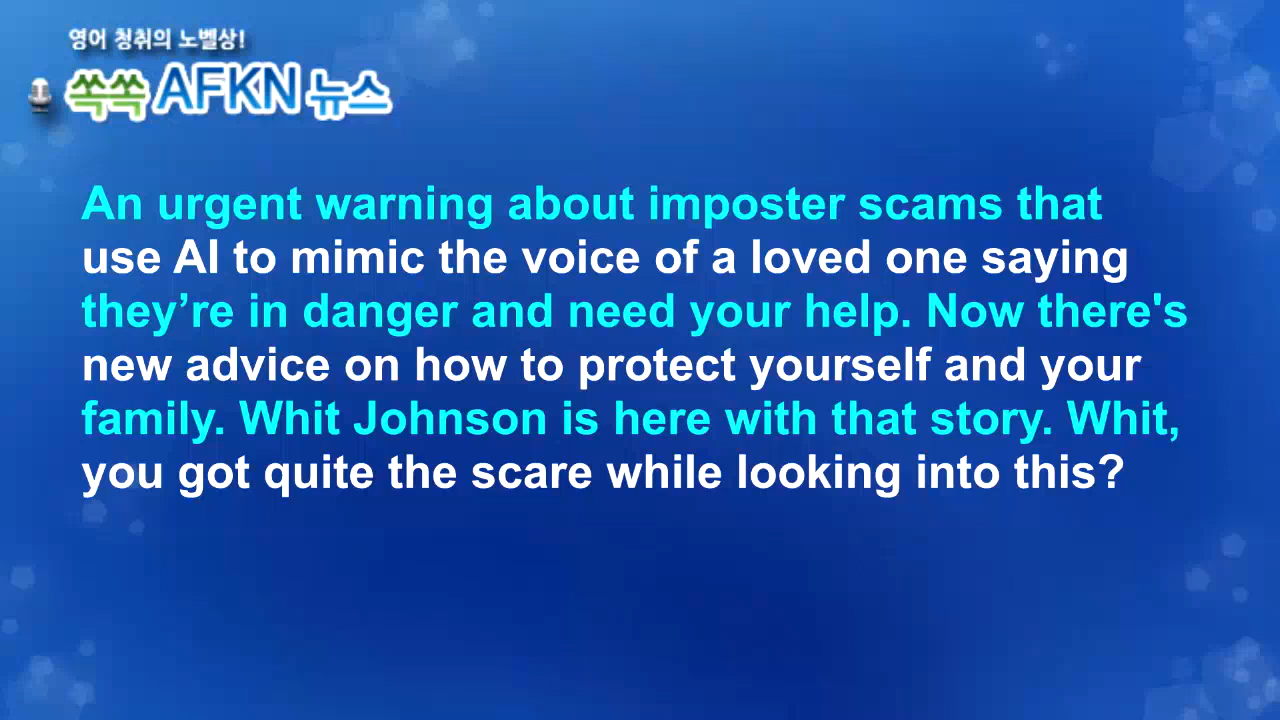 영어 청취의 노벨상!
쏙쏙 AFKN 뉴스
An urgent warning about imposter scams that
use AI to mimic the voice of a loved one saying
they’re in danger and need your help. Now there's
new advice on how to protect yourself and your
family. Whit Johnson is here with that story. Whit,
you got quite the scare while looking into this?